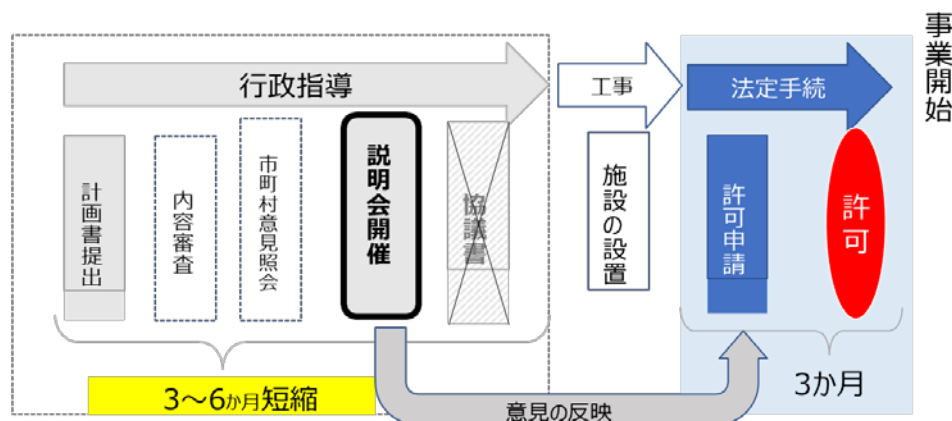 事業開始
行政指導
工事
法定手続
計画書提出
内容審査
市町村意見照会
説明会開催
協議書
施設の設置
許可申請
許可
3～6か月短縮
3か月
意見の反映